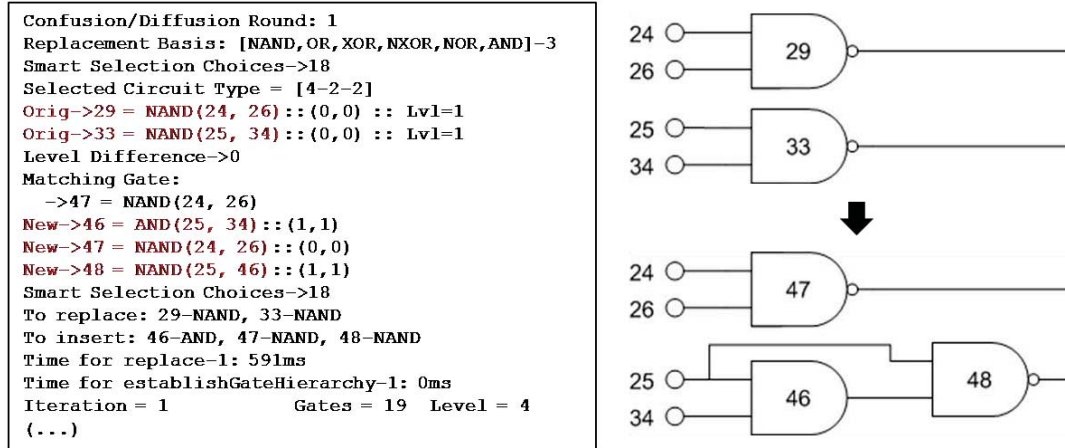 Confusion/Diffusion Round: 1
Replacement Basis: [NAND,OR,XOR,NXOR,NOR,AND]-3
Smart Selection Choices->18
Selected Circuit Type = [4-2-2]
Orig->29 = NAND(24, 26)::(0,0) :: Lvl=1
Orig->33 = NAND(25, 34)::(0,0) :: Lvl=1
Level Difference->0
Matching Gate:
->47 = NAND(24, 26)
New->46 = AND(25, 34)::(1,1)
New->47 = NAND(24, 26)::(0,0)
New->48 = NAND(25, 46)::(1,1)
Smart Selection Choices->18
To replace: 29-NAND, 33-NAND
To insert: 46-AND, 47-NAND, 48-NAND
Time for replace-1: 591ms
Time for establishGateHierarchy-1: 0ms
Iteration = 1 Gates = 19 Level = 4
(...)
24
29
26
25
33
34
24
47
26
25
48
46
34